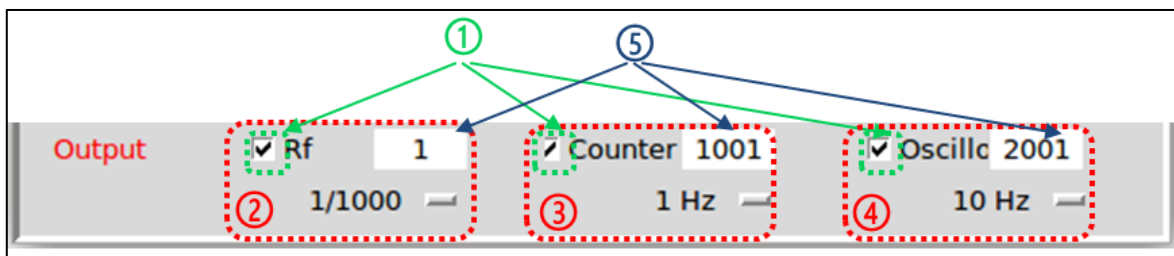 ① ⑤
Output Rf 1 Counter 1001 Oscillo 2001
② 1/1000 ③ 1 Hz ④ 10 Hz